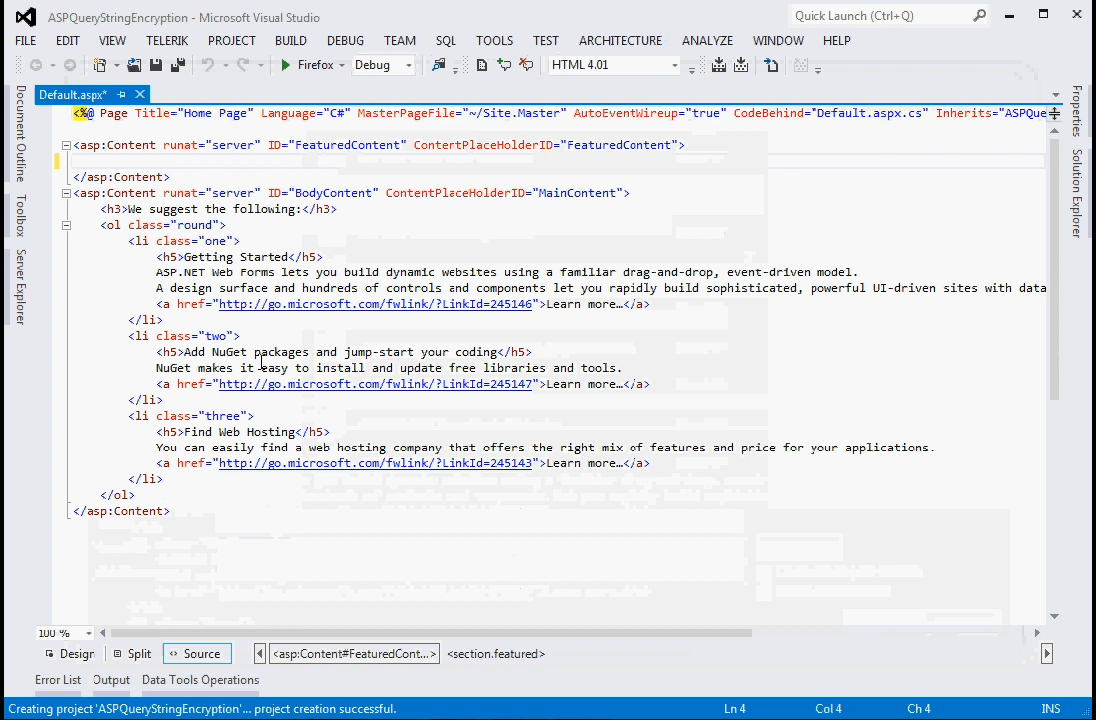 ASPQueryStringEncryption - Microsoft Visual Studio
Quick Launch (Ctrl+Q)
FILE EDIT VIEW TELERIK PROJECT BUILD DEBUG TEAM SQL TOOLS TEST ARCHITECTURE ANALYZE WINDOW HELP
Firefox Debug HTML 4.01
Default.aspx*
Document Outline
Toolbox
Server Explorer
Properties
Solution Explorer
<%@ Page Title="Home Page" Language="C#" MasterPageFile="~/Site.Master" AutoEventWireup="true" CodeBehind="Default.aspx.cs" Inherits="ASPQue
<asp:Content runat="server" ID="FeaturedContent" ContentPlaceHolderID="FeaturedContent">
</asp:Content>
<asp:Content runat="server" ID="BodyContent" ContentPlaceHolderID="MainContent">
<h3>We suggest the following:</h3>
<ol class="round">
<li class="one">
<h5>Getting Started</h5>
ASP.NET Web Forms lets you build dynamic websites using a familiar drag-and-drop, event-driven model.
A design surface and hundreds of controls and components let you rapidly build sophisticated, powerful UI-driven sites with data
<a href="http://go.microsoft.com/fwlink/?LinkId=245146">Learn more…</a>
</li>
<li class="two">
<h5>Add NuGet packages and jump-start your coding</h5>
NuGet makes it easy to install and update free libraries and tools.
<a href="http://go.microsoft.com/fwlink/?LinkId=245147">Learn more…</a>
</li>
<li class="three">
<h5>Find Web Hosting</h5>
You can easily find a web hosting company that offers the right mix of features and price for your applications.
<a href="http://go.microsoft.com/fwlink/?LinkId=245143">Learn more…</a>
</li>
</ol>
</asp:Content>
100 %
Design Split Source <asp:Content#FeaturedCont...> <section.featured>
Error List Output Data Tools Operations
Creating project 'ASPQueryStringEncryption'... project creation successful. Ln 4 Col 4 Ch 4 INS